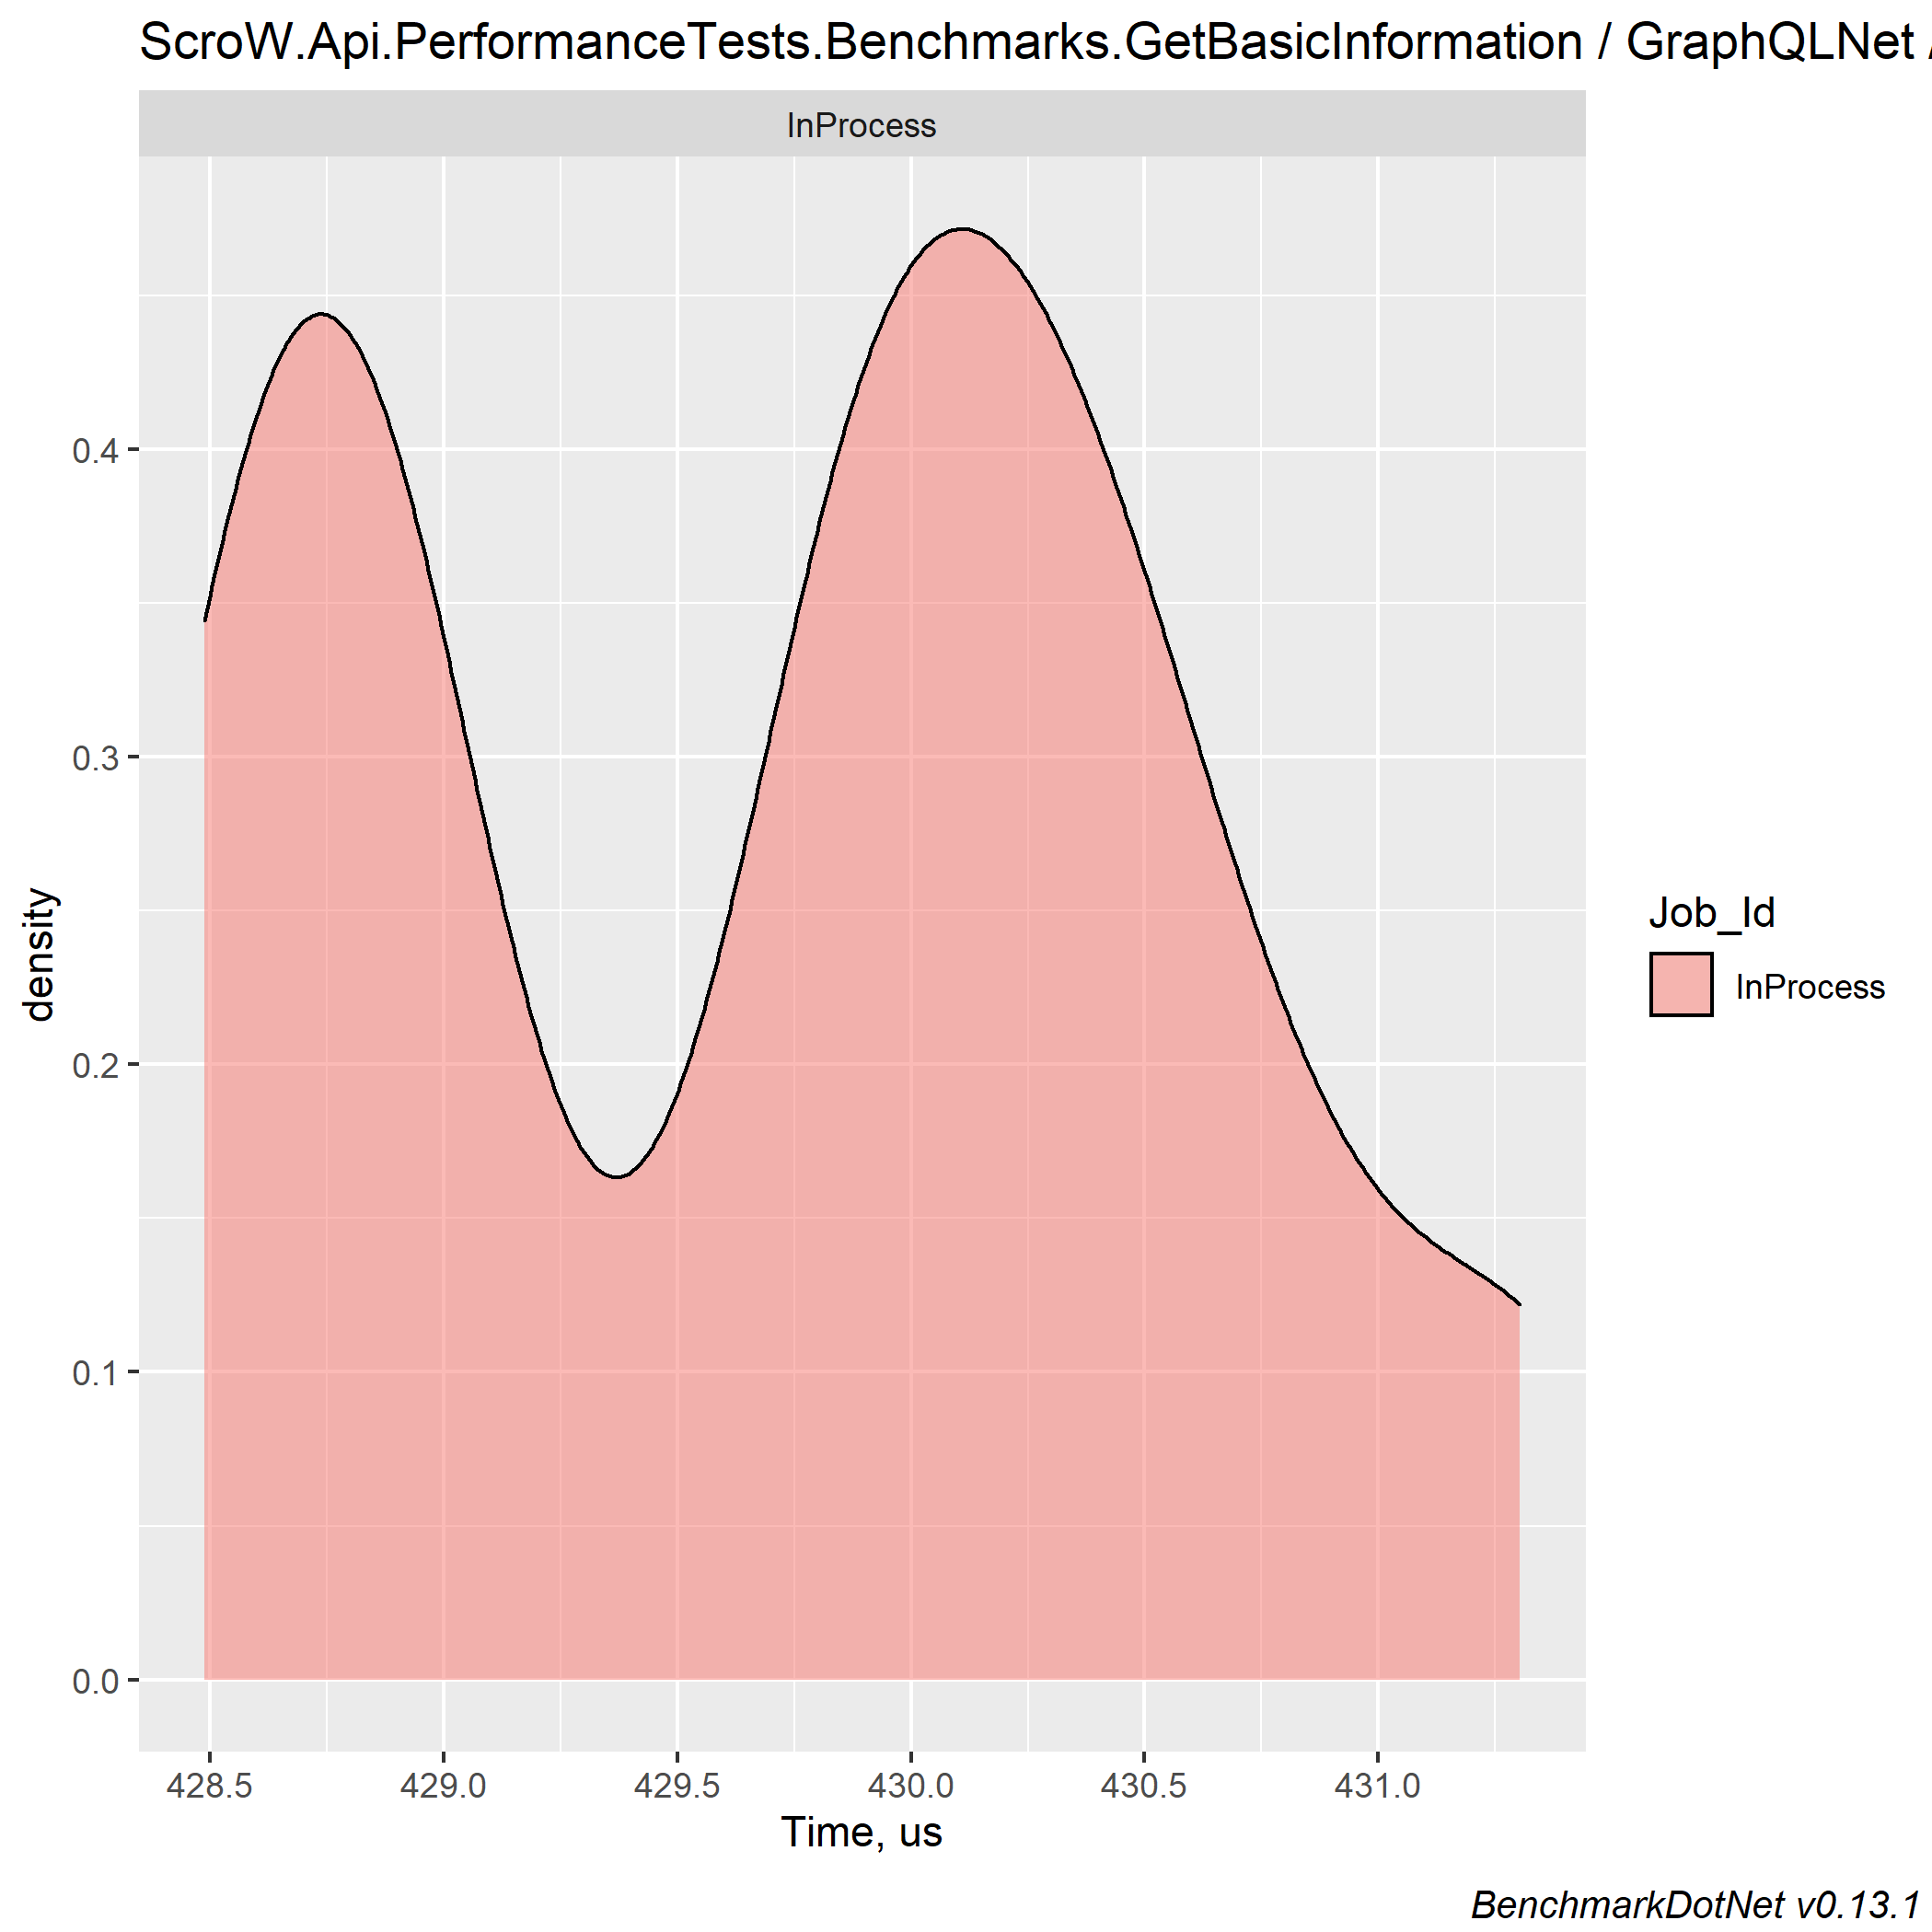 ScroW.Api.PerformanceTests.Benchmarks.GetBasicInformation / GraphQLNet /
InProcess
0.4
0.3
0.2
0.1
0.0
density
428.5 429.0 429.5 430.0 430.5 431.0
Time, us
Job_Id
InProcess
BenchmarkDotNet v0.13.1